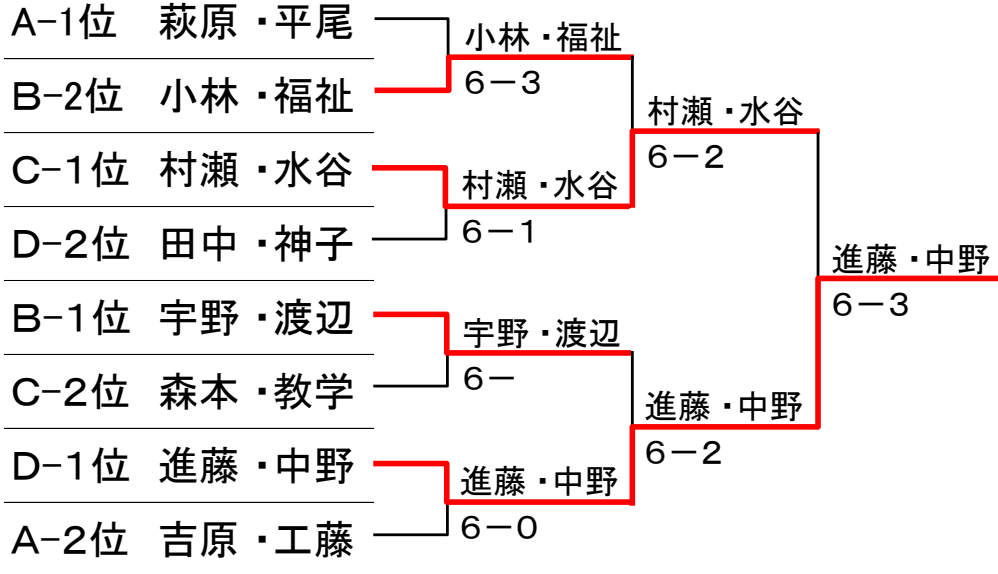 A-1位 萩原・平尾
B-2位 小林・福祉
C-1位 村瀬・水谷
D-2位 田中・神子
B-1位 宇野・渡辺
C-2位 森本・教学
D-1位 進藤・中野
A-2位 吉原・工藤
小林・福祉
6-3
村瀬・水谷
6-1
宇野・渡辺
6-
進藤・中野
6-0
村瀬・水谷
6-2
進藤・中野
6-2
進藤・中野
6-3